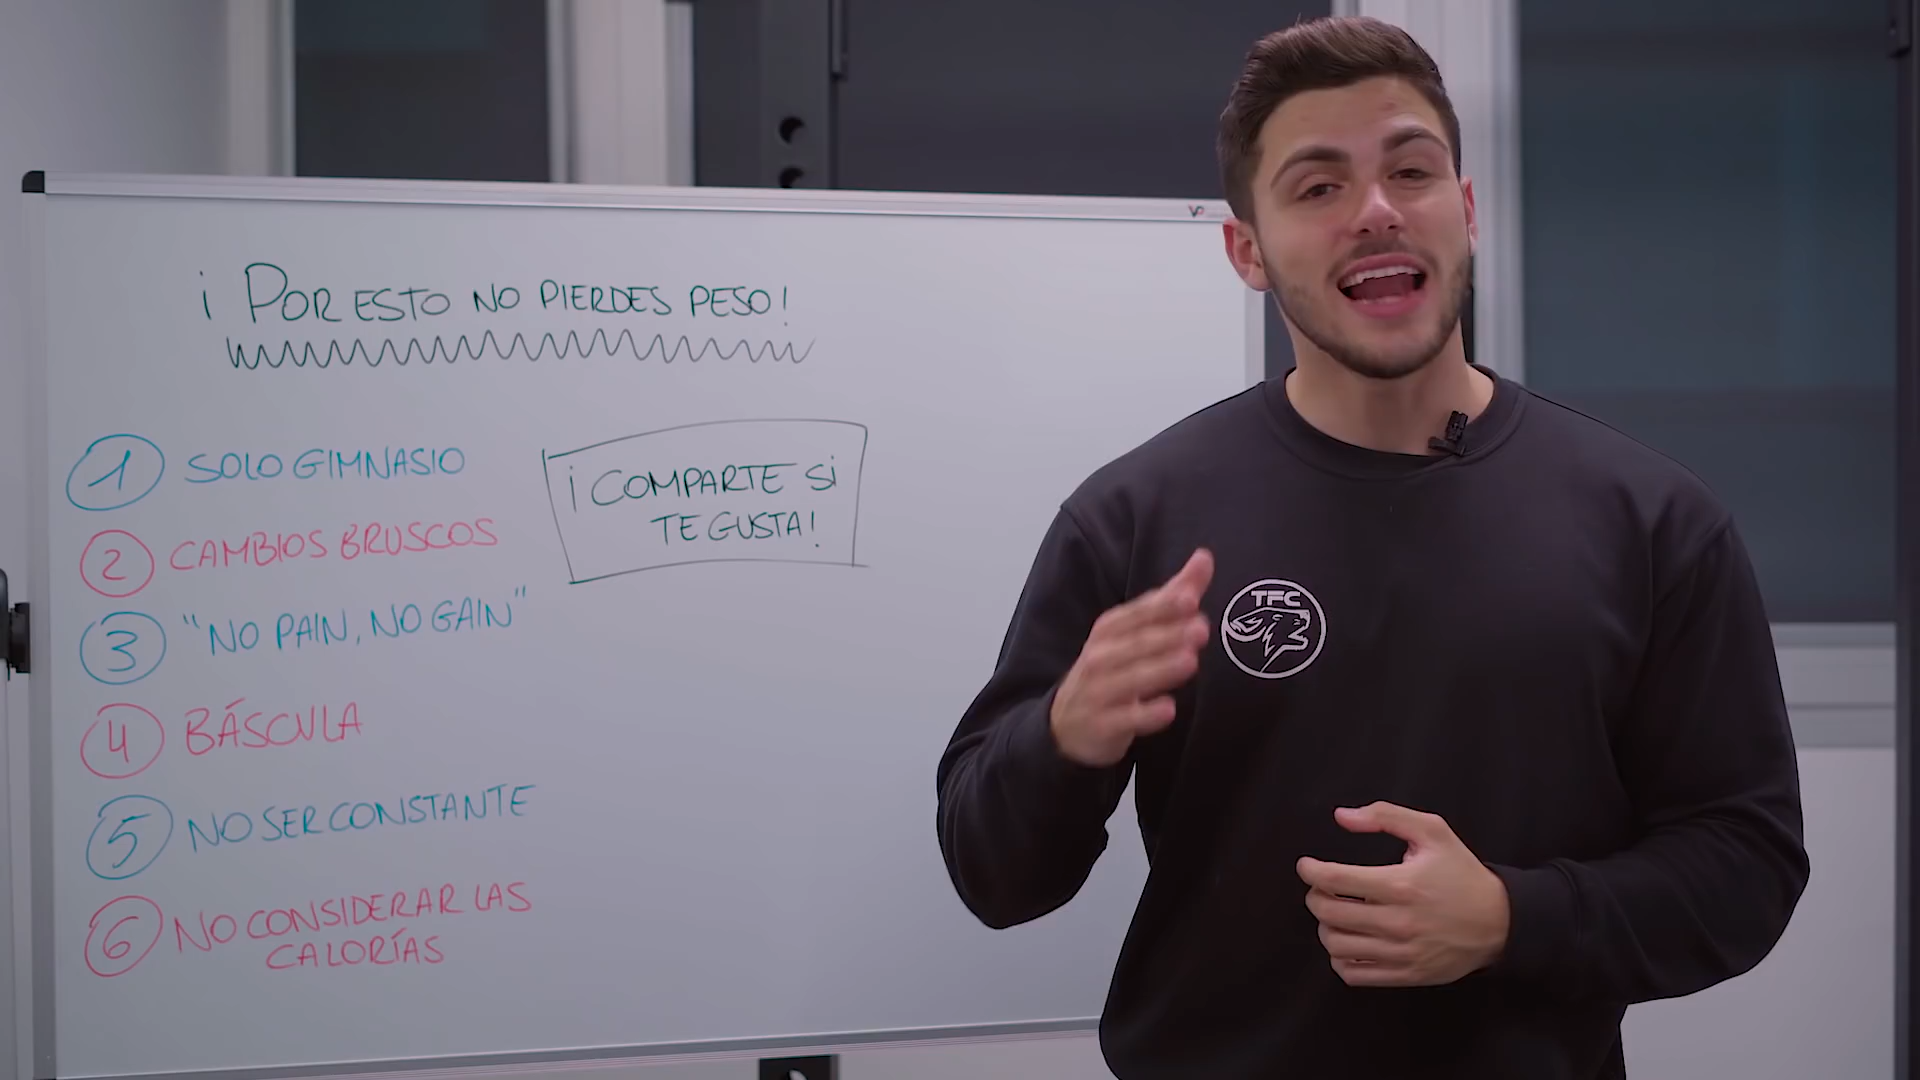 ¡POR ESTO NO PIERDES PESO!
1 SOLO GIMNASIO
2 CAMBIOS BRUSCOS
3 "NO PAIN, NO GAIN"
4 BÁSCULA
5 NO SER CONSTANTE
6 NO CONSIDERAR LAS
CALORÍAS
¡COMPARTE SI
TE GUSTA!
TFC